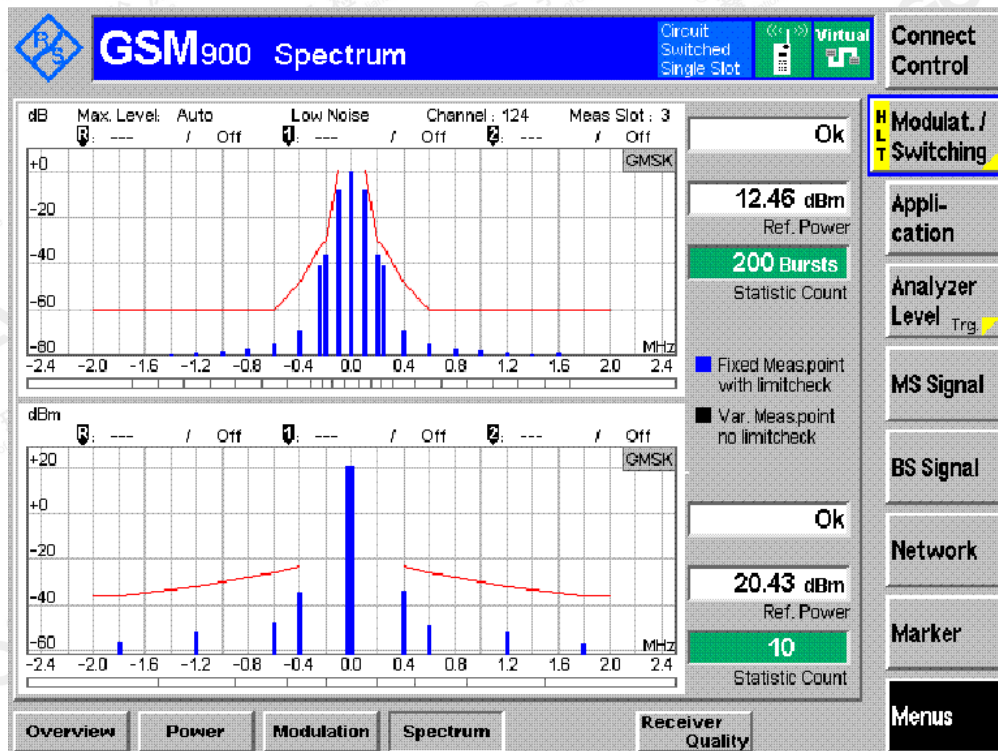 R S
GSM900 Spectrum
Circuit
Switched
Single Slot
Virtual
Connect
Control
dB Max. Level: Auto Low Noise Channel : 124 Meas Slot : 3
R: --- / Off 1: --- / Off 2: --- / Off
GMSK
+0
-20
-40
-60
-80
MHz
-2.4 -2.0 -1.6 -1.2 -0.8 -0.4 0.0 0.4 0.8 1.2 1.6 2.0 2.4
Ok
12.46 dBm
Ref. Power
200 Bursts
Statistic Count
Fixed Meas.point
with limitcheck
Var. Meas.point
no limitcheck
dBm
R: --- / Off 1: --- / Off 2: --- / Off
GMSK
+20
+0
-20
-40
-60
MHz
-2.4 -2.0 -1.6 -1.2 -0.8 -0.4 0.0 0.4 0.8 1.2 1.6 2.0 2.4
Ok
20.43 dBm
Ref. Power
10
Statistic Count
HLT
Modulat./
Switching
Appli-
cation
Analyzer
Level Trg.
MS Signal
BS Signal
Network
Marker
Menus
Overview
Power
Modulation
Spectrum
Receiver
Quality